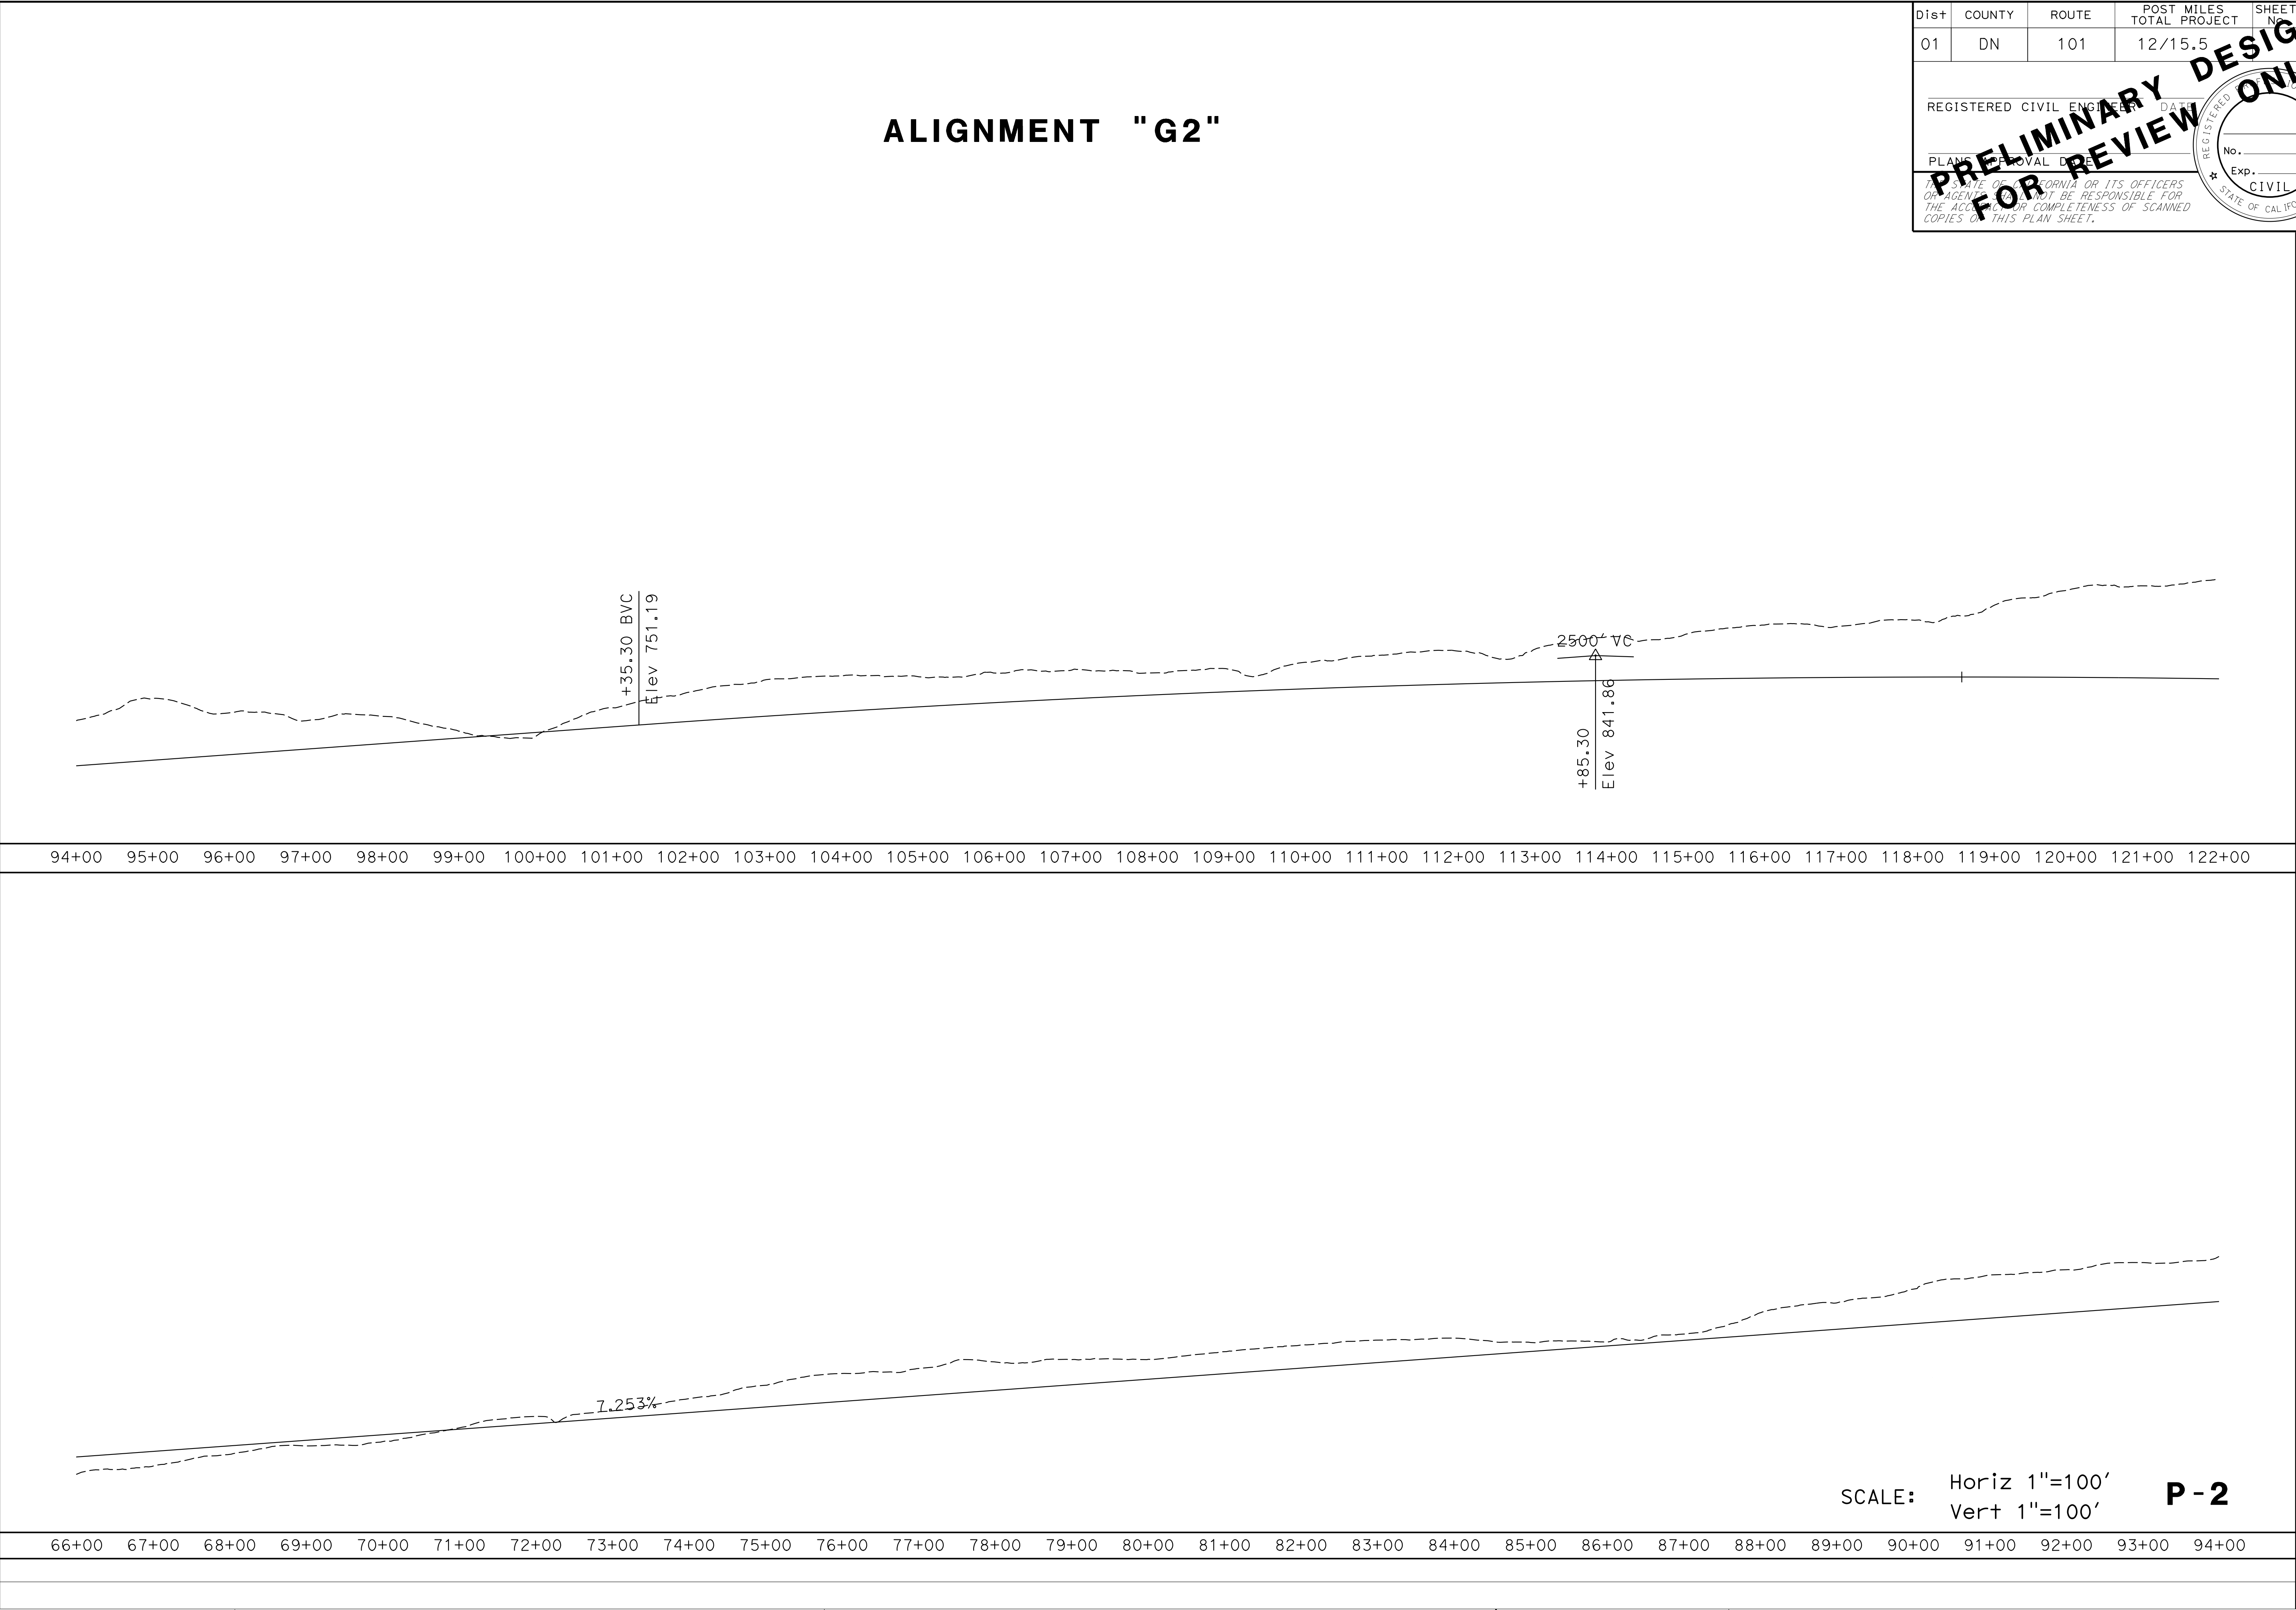 Dist COUNTY ROUTE POST MILES TOTAL PROJECT SHEET No.
01 DN 101 12/15.5
REGISTERED CIVIL ENGINEER DATE
PLANS APPROVAL DATE
THE STATE OF CALIFORNIA OR ITS OFFICERS
OR AGENTS SHALL NOT BE RESPONSIBLE FOR
THE ACCURACY OR COMPLETENESS OF SCANNED
COPIES OF THIS PLAN SHEET.
PRELIMINARY DESIG
FOR REVIEW ONL
REGISTERED
No.
Exp.
CIVIL
STATE OF CALIFO
ALIGNMENT "G2"
+35.30 BVC
Elev 751.19
2500' VC
+85.30
Elev 841.86
94+00 95+00 96+00 97+00 98+00 99+00 100+00 101+00 102+00 103+00 104+00 105+00 106+00 107+00 108+00 109+00 110+00 111+00 112+00 113+00 114+00 115+00 116+00 117+00 118+00 119+00 120+00 121+00 122+00
7.253%
SCALE: Horiz 1"=100'
Vert 1"=100'
P-2
66+00 67+00 68+00 69+00 70+00 71+00 72+00 73+00 74+00 75+00 76+00 77+00 78+00 79+00 80+00 81+00 82+00 83+00 84+00 85+00 86+00 87+00 88+00 89+00 90+00 91+00 92+00 93+00 94+00